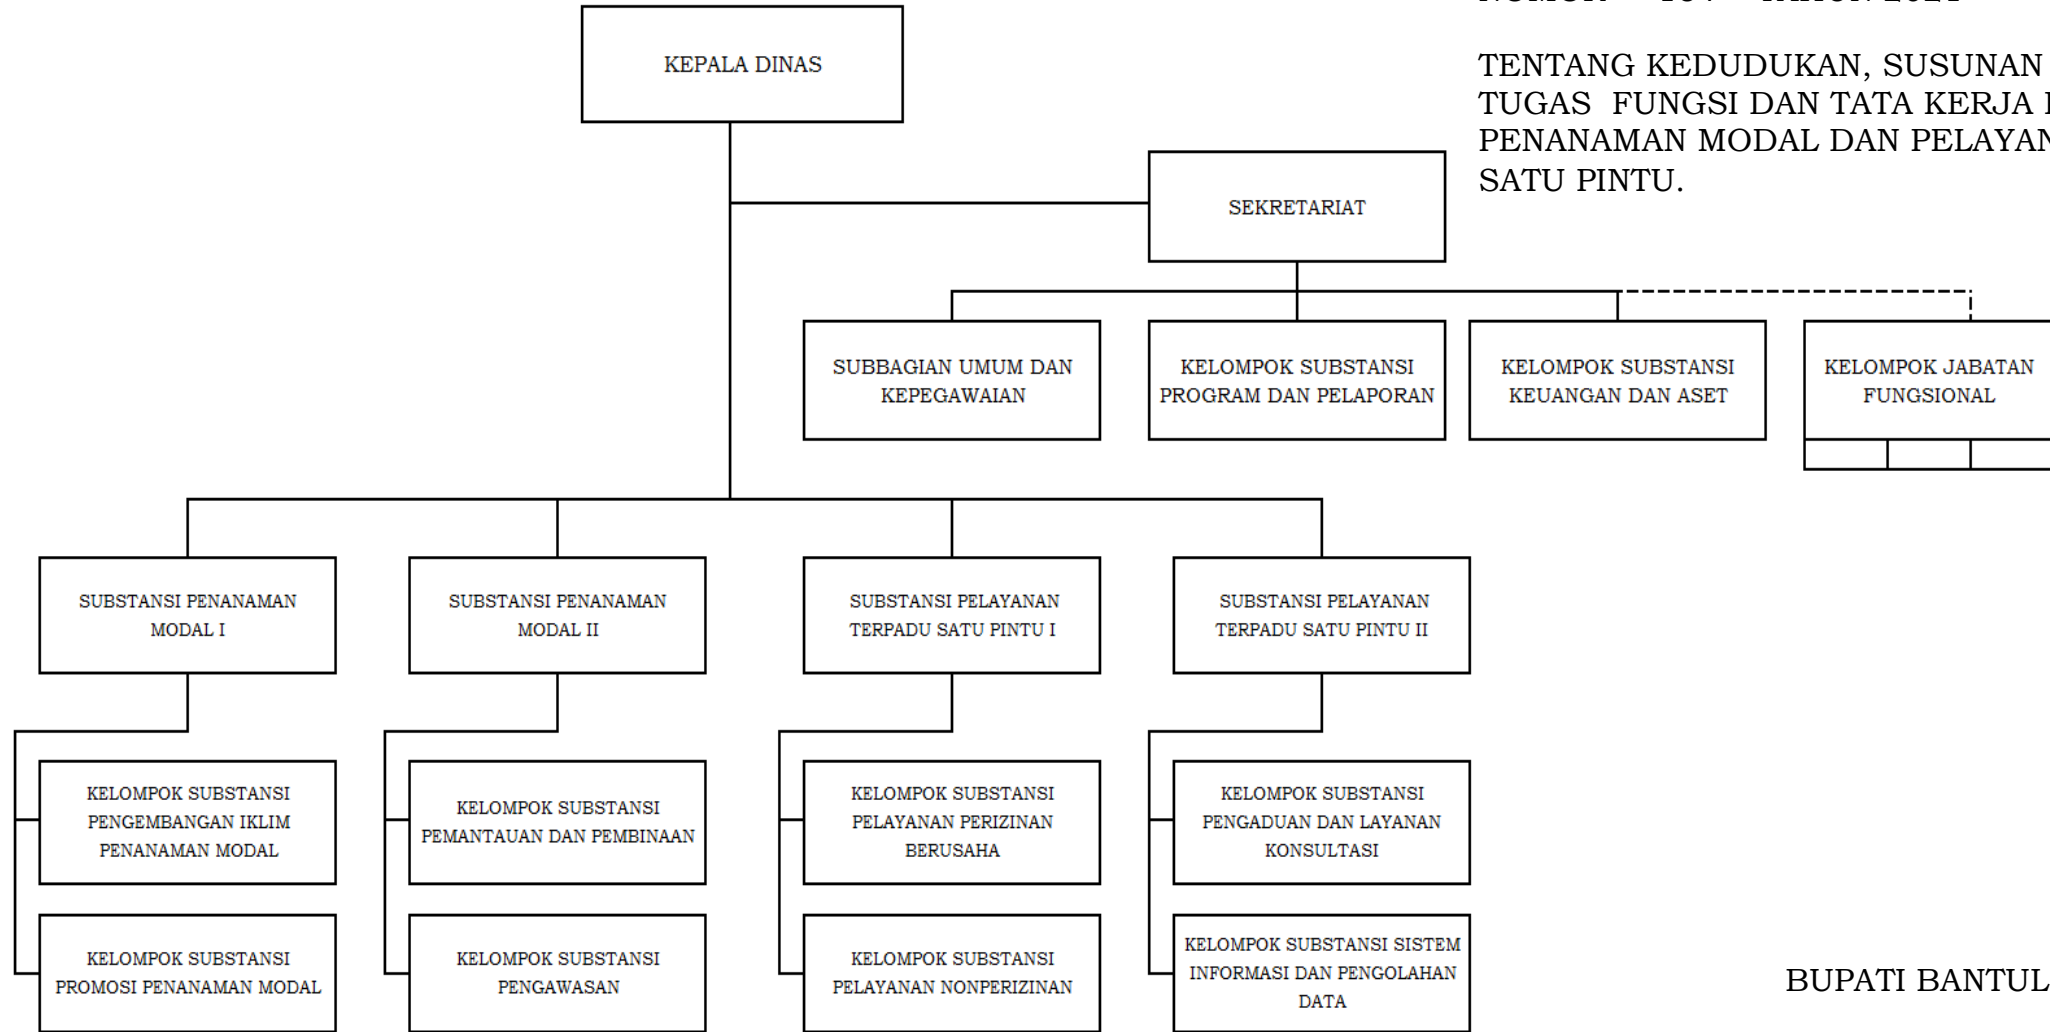 TAHUN 2021
KEPALA DINAS
TENTANG KEDUDUKAN, SUSUNAN
TUGAS FUNGSI DAN TATA KERJA
PENANAMAN MODAL DAN
SATU PINTU.
SEKRETARIAT
SUBBAGIAN UMUM DAN
KEPEGAWAIAN
KELOMPOK SUBSTANSI
PROGRAM DAN PELAPORAN
KELOMPOK SUBSTANSI
KEUANGAN DAN ASET
KELOMPOK JABATAN
FUNGSIONAL
SUBSTANSI PENANAMAN
MODAL I
SUBSTANSI PENANAMAN
MODAL II
SUBSTANSI PELAYANAN
TERPADU SATU PINTU I
SUBSTANSI PELAYANAN
TERPADU SATU PINTU II
KELOMPOK SUBSTANSI
PENGEMBANGAN IKLIM
PENANAMAN MODAL
KELOMPOK SUBSTANSI
PEMANTAUAN DAN PEMBINAAN
KELOMPOK SUBSTANSI
PELAYANAN PERIZINAN
BERUSAHA
KELOMPOK SUBSTANSI
PENGADUAN DAN LAYANAN
KONSULTASI
KELOMPOK SUBSTANSI
PROMOSI PENANAMAN MODAL
KELOMPOK SUBSTANSI
PENGAWASAN
KELOMPOK SUBSTANSI
PELAYANAN NONPERIZINAN
KELOMPOK SUBSTANSI SISTEM
INFORMASI DAN PENGOLAHAN
DATA
BUPATI BANTUL